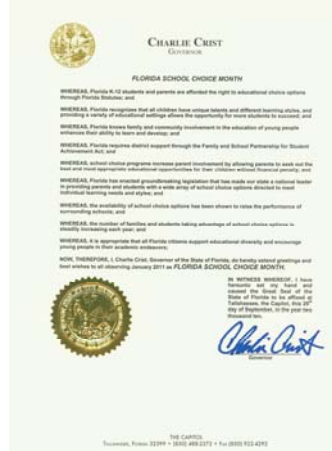 CHARLIE CRIST
GOVERNOR
FLORIDA SCHOOL CHOICE MONTH
WHEREAS, Florida K-12 students and parents are afforded the right to educational choice options
through Florida Statutes; and
WHEREAS, Florida recognizes that all children have unique talents and different learning styles, and
providing a variety of educational settings allows the opportunity for more students to succeed; and
WHEREAS, Florida knows family and community involvement in the education of young people
enhances their ability to learn and develop; and
WHEREAS, Florida requires district support through the Family and School Partnership for Student
Achievement Act; and
WHEREAS, school choice programs increase parent involvement by allowing parents to seek out the
best and most appropriate educational opportunities for their children without financial penalty; and
WHEREAS, Florida has enacted groundbreaking legislation that has made our state a national leader
in providing parents and students with a wide array of school choice options directed to meet
individual learning needs and styles; and
WHEREAS, the availability of school choice options has been shown to raise the performance of
surrounding schools; and
WHEREAS, the number of families and students taking advantage of school choice options is
steadily increasing each year; and
WHEREAS, it is appropriate that all Florida citizens support educational diversity and encourage
young people in their academic endeavors;
NOW, THEREFORE, I, Charlie Crist, Governor of the State of Florida, do hereby extend greetings and
best wishes to all observing January 2011 as FLORIDA SCHOOL CHOICE MONTH.
IN WITNESS WHEREOF, I have
hereunto set my hand and
caused the Great Seal of the
State of Florida to be affixed at
Tallahassee, the Capitol, this 20th
day of September, in the year two
thousand ten.
Charlie Crist
Governor
THE CAPITOL
TALLAHASSEE, FLORIDA 32399 • (850) 488-2272 • FAX (850) 922-4292